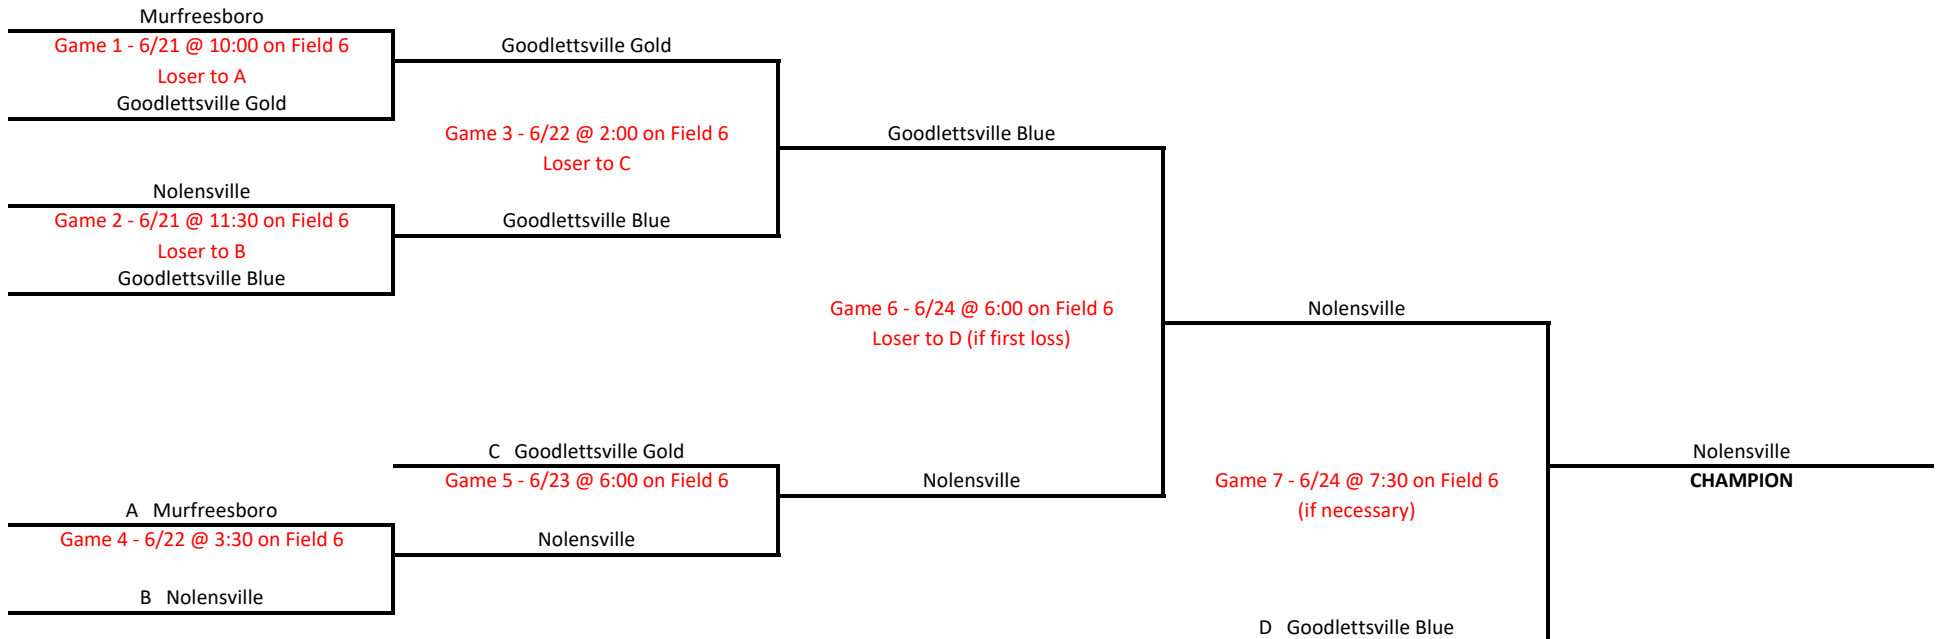 Murfreesboro
Game 1 - 6/21 @ 10:00 on Field 6
Loser to A
Goodlettsville Gold
Goodlettsville Gold
Game 3 - 6/22 @ 2:00 on Field 6
Loser to C
Goodlettsville Blue
Nolensville
Game 2 - 6/21 @ 11:30 on Field 6
Loser to B
Goodlettsville Blue
Goodlettsville Blue
Game 6 - 6/24 @ 6:00 on Field 6
Loser to D (if first loss)
Nolensville
C Goodlettsville Gold
Game 5 - 6/23 @ 6:00 on Field 6
Nolensville
Game 7 - 6/24 @ 7:30 on Field 6
(if necessary)
Nolensville
CHAMPION
A Murfreesboro
Game 4 - 6/22 @ 3:30 on Field 6
Nolensville
B Nolensville
D Goodlettsville Blue